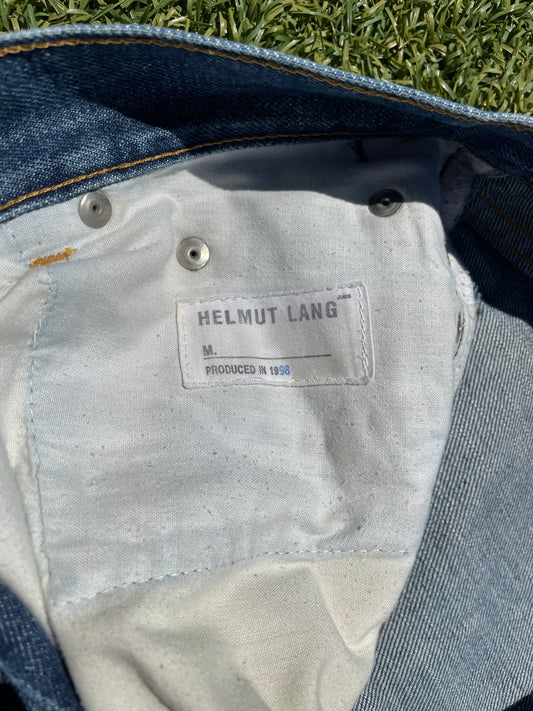 HELMUT LANG
M.
PRODUCED IN 1998